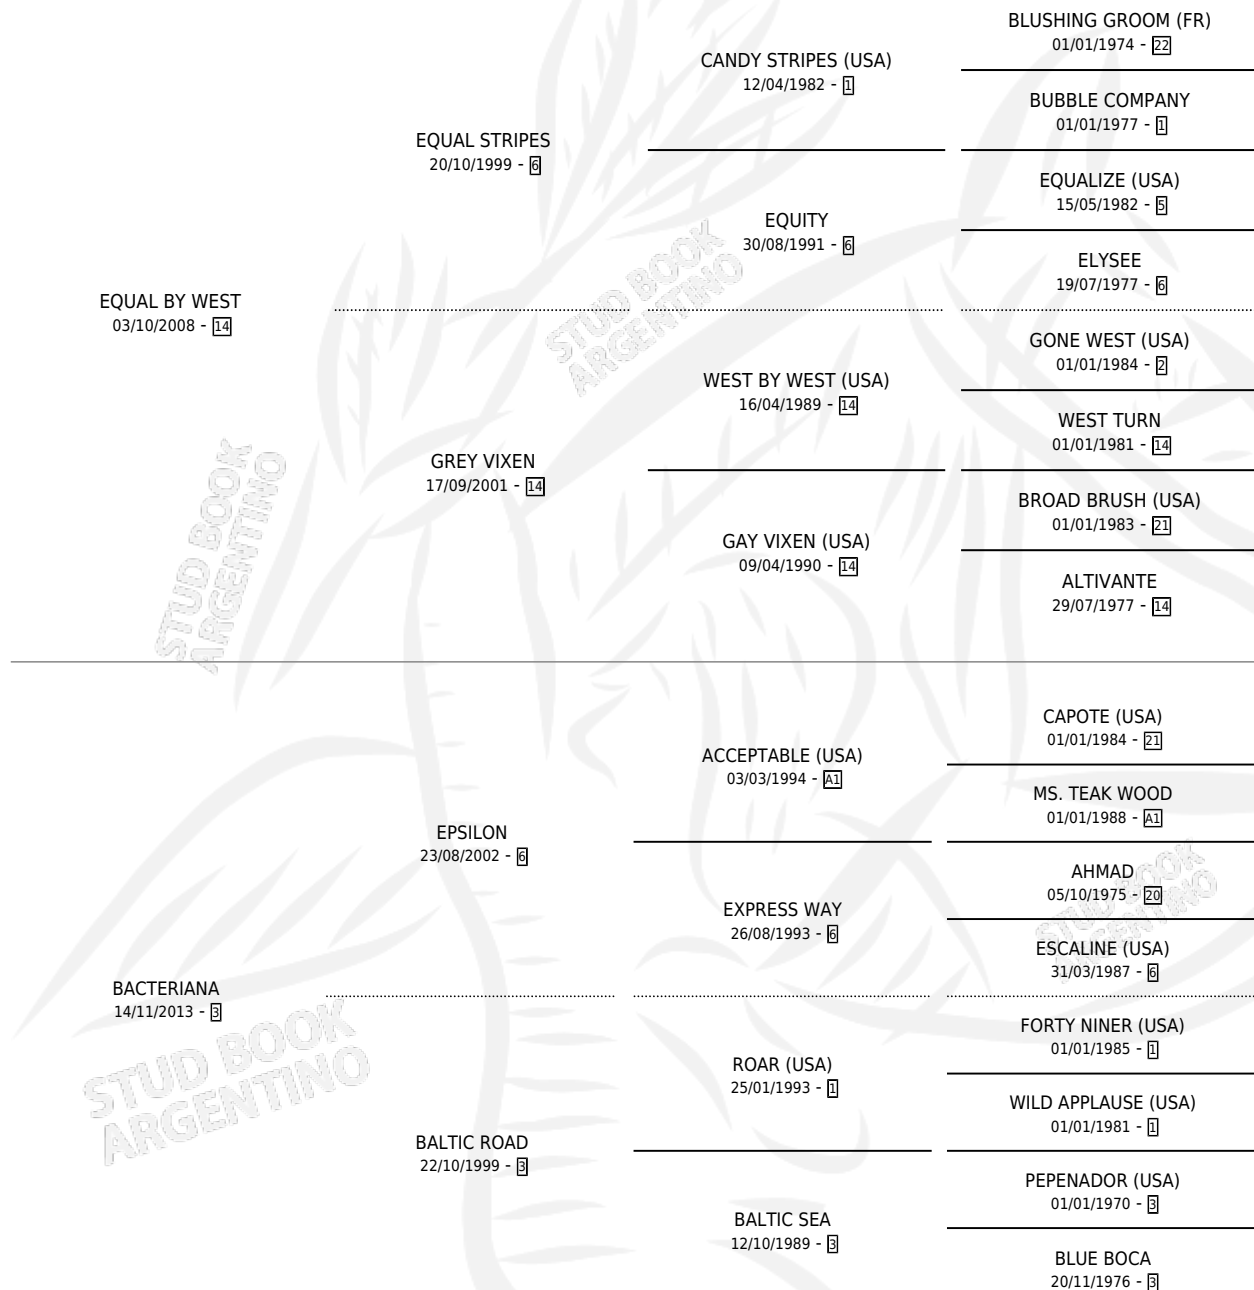 BLUSHING GROOM (FR)
01/01/1974 - 22
CANDY STRIPES (USA)
12/04/1982 - 1
BUBBLE COMPANY
01/01/1977 - 1
EQUAL STRIPES
20/10/1999 - 6
EQUALIZE (USA)
15/05/1982 - 5
EQUITY
30/08/1991 - 6
ELYSEE
19/07/1977 - 6
EQUAL BY WEST
03/10/2008 - 14
GONE WEST (USA)
01/01/1984 - 2
WEST BY WEST (USA)
16/04/1989 - 14
WEST TURN
01/01/1981 - 14
GREY VIXEN
17/09/2001 - 14
BROAD BRUSH (USA)
01/01/1983 - 21
GAY VIXEN (USA)
09/04/1990 - 14
ALTIVANTE
29/07/1977 - 14
CAPOTE (USA)
01/01/1984 - 21
ACCEPTABLE (USA)
03/03/1994 - A1
MS. TEAK WOOD
01/01/1988 - A1
EPSILON
23/08/2002 - 6
AHMAD
05/10/1975 - 20
EXPRESS WAY
26/08/1993 - 6
ESCALINE (USA)
31/03/1987 - 6
BACTERIANA
14/11/2013 - 3
FORTY NINER (USA)
01/01/1985 - 1
ROAR (USA)
25/01/1993 - 1
WILD APPLAUSE (USA)
01/01/1981 - 1
BALTIC ROAD
22/10/1999 - 3
PEPENADOR (USA)
01/01/1970 - 3
BALTIC SEA
12/10/1989 - 3
BLUE BOCA
20/11/1976 - 3
STUD BOOK
ARGENTINO
STUD BOOK
ARGENTINO
STUD BOOK
ARGENTINO
STUD BOOK
ARGENTINO